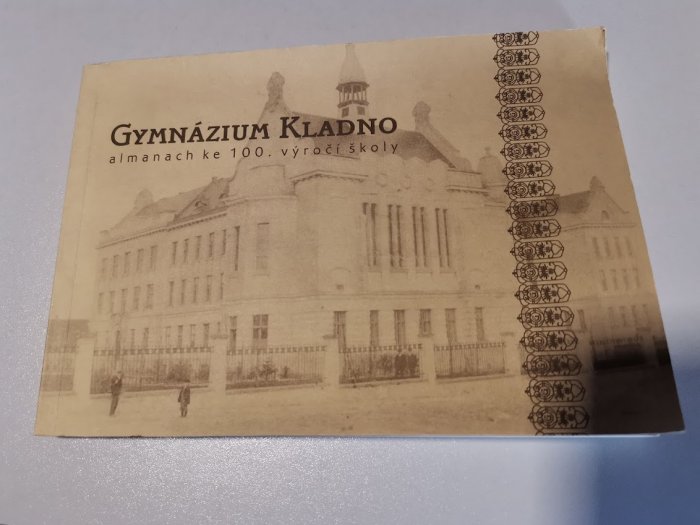 Gymnázium Kladno
almanach ke 100. výročí školy